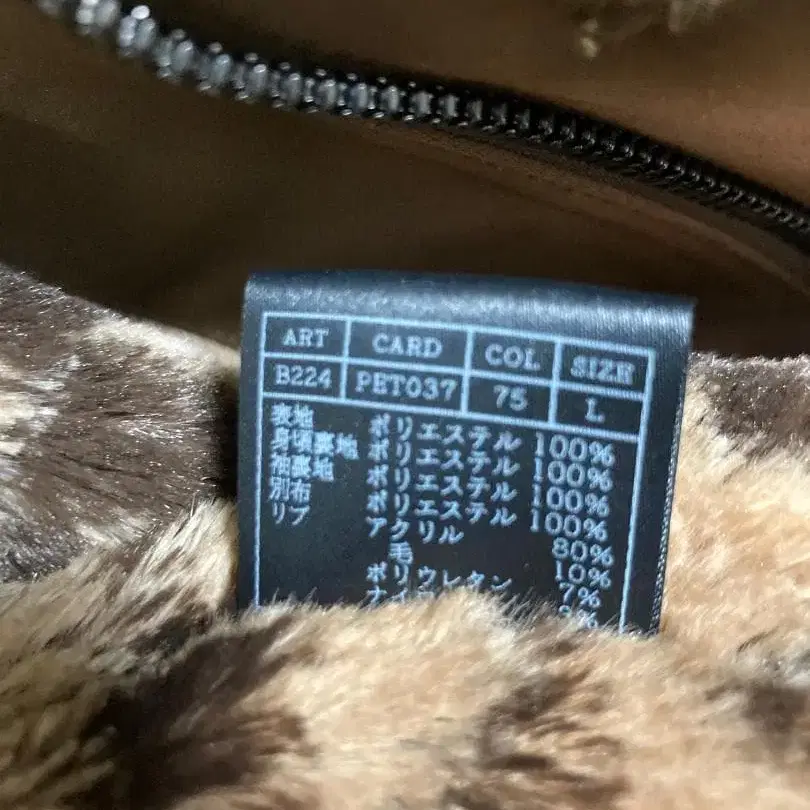 ART CARD COL SIZE
B224 PET037 75 L
表地 ポリエステル 100%
身頃裏地 ポリエステル 100%
袖裏地 ポリエステル 100%
別布 ポリエステル 100%
リブ アクリル 80%
毛 10%
ポリウレタン 7%